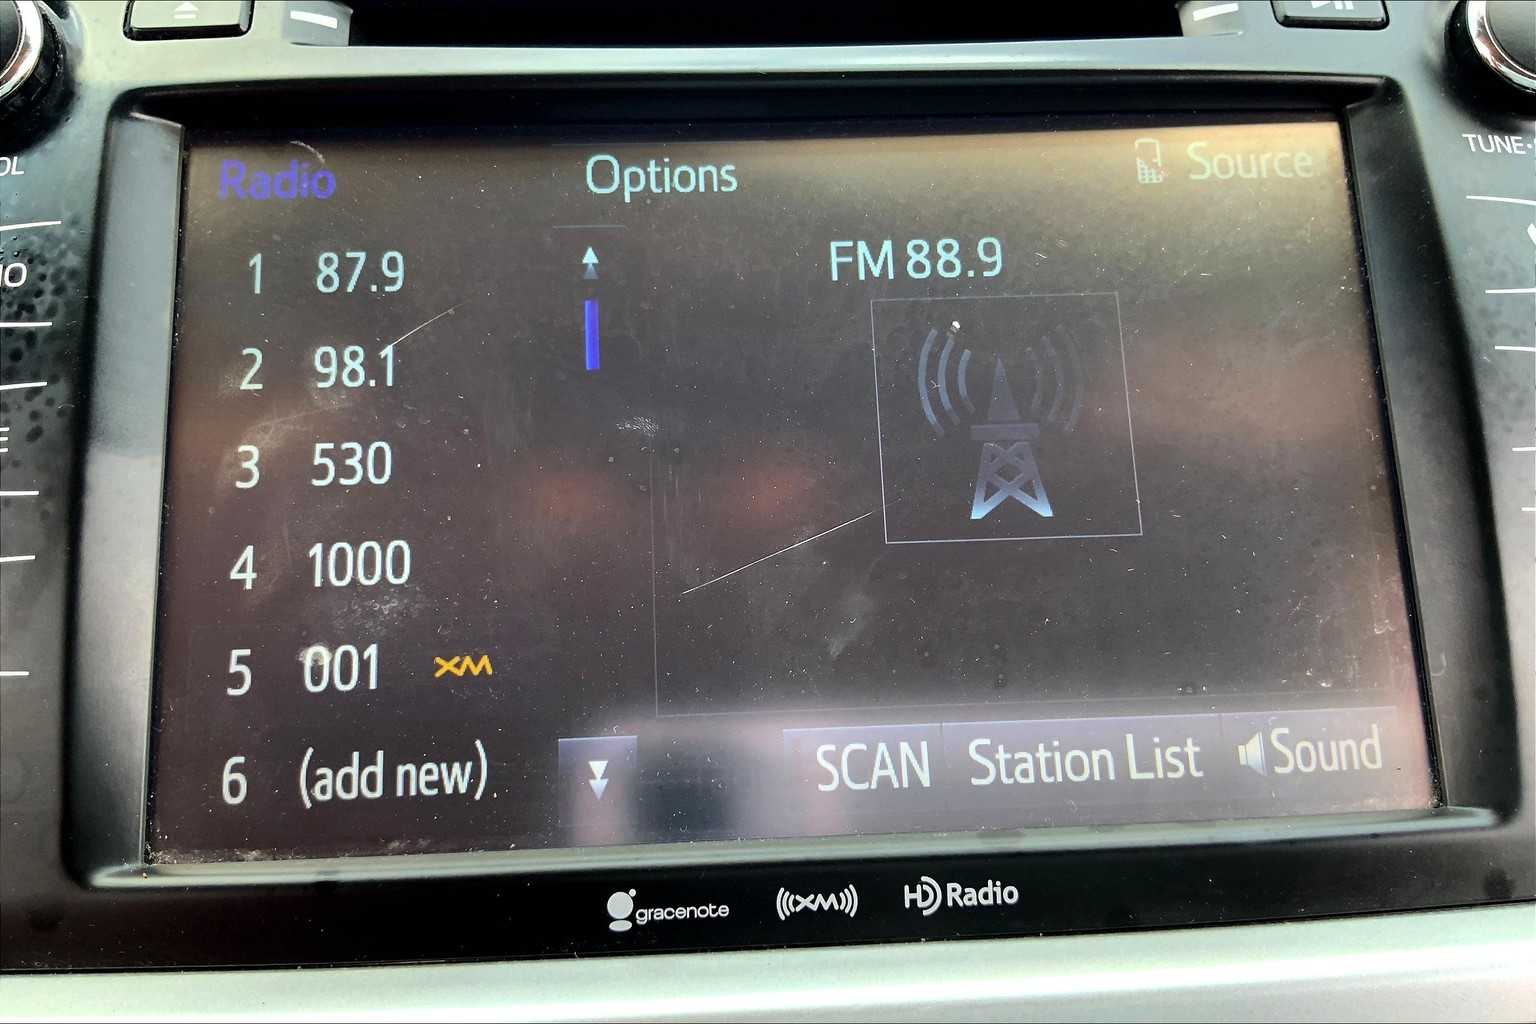 Radio Options Source
1 87.9
2 98.1
3 530
4 1000
5 001 XM
6 (add new)
FM 88.9
SCAN Station List Sound
gracenote XM HD Radio
TUNE